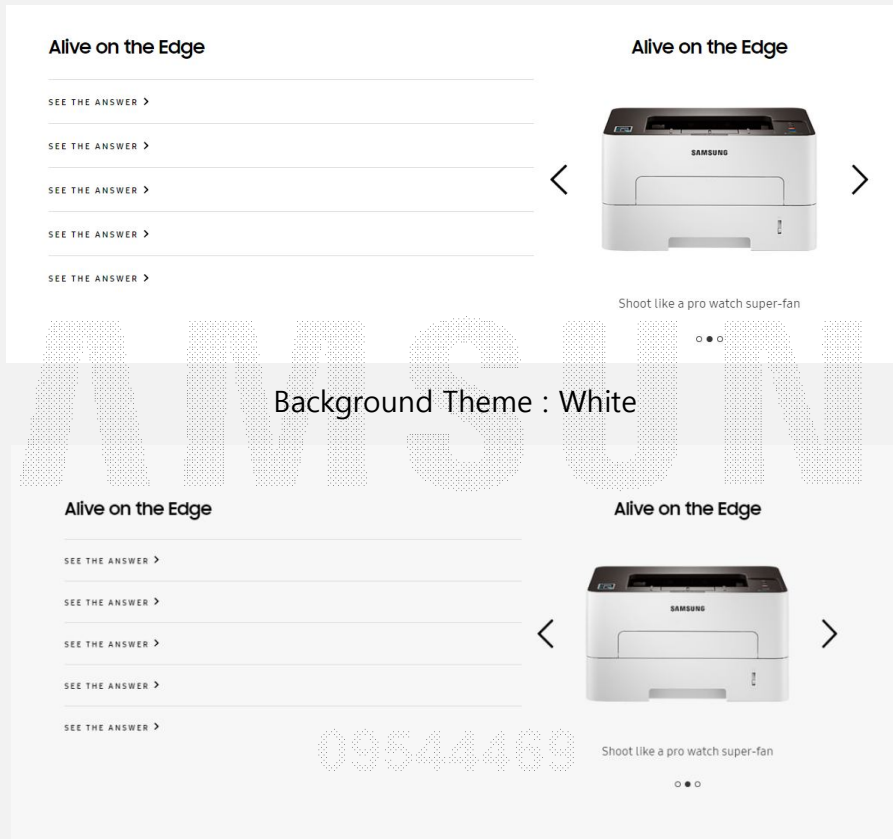 Alive on the Edge
SEE THE ANSWER
SEE THE ANSWER
SEE THE ANSWER
SEE THE ANSWER
SEE THE ANSWER
Alive on the Edge
SAMSUNG
Shoot like a pro watch super-fan
AMSUN
Background Theme : White
Alive on the Edge
SEE THE ANSWER
SEE THE ANSWER
SEE THE ANSWER
SEE THE ANSWER
SEE THE ANSWER
Alive on the Edge
SAMSUNG
Shoot like a pro watch super-fan
09544469